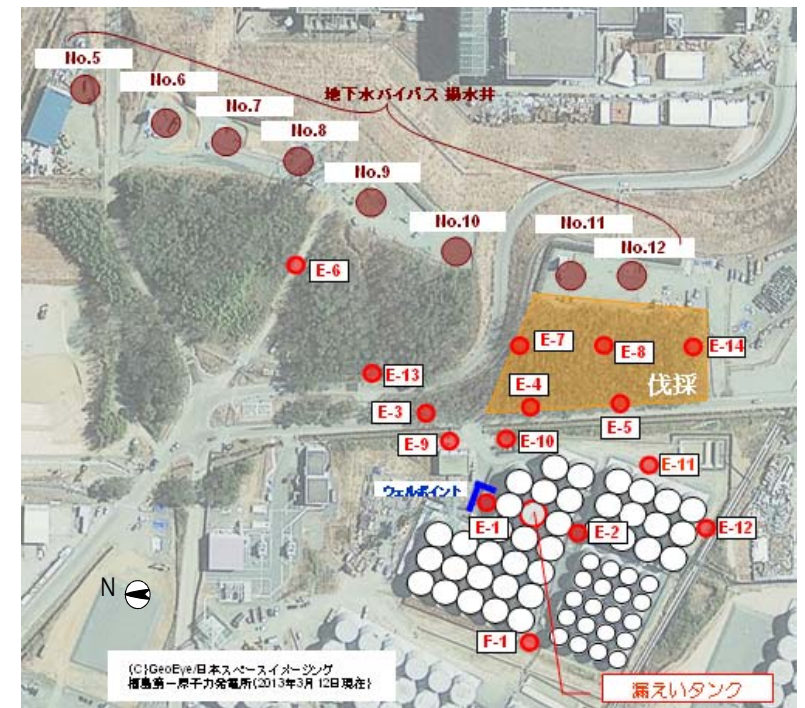 No.5
No.6
No.7
No.8
No.9
No.10
No.11
No.12
地下水バイパス 揚水井
E-6
E-7
E-8
E-14
E-13
E-4
伐採
E-3
E-5
E-9
E-10
E-11
ウェルポイント
E-1
E-2
E-12
N
F-1
(C)GeoEye/日本スペースイメージング
福島第一原子力発電所(2013年3月12日現在)
漏えいタンク